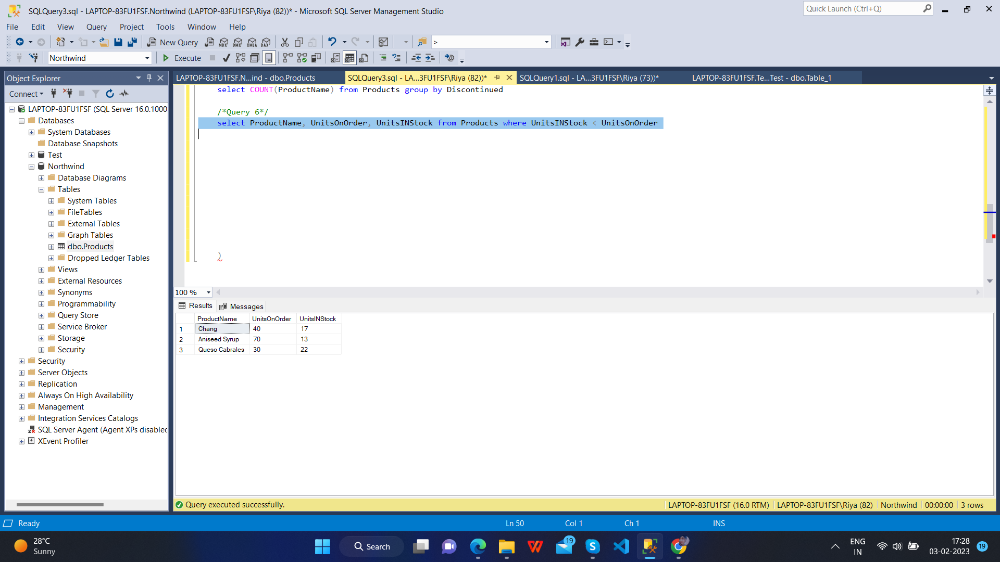 SQLQuery3.sql - LAPTOP-83FU1FSF.Northwind (LAPTOP-83FU1FSF\Riya (82))* - Microsoft SQL Server Management Studio
Quick Launch (Ctrl+Q)
File Edit View Query Project Tools Window Help
New Query MDX DMX XMLA DAX >
Northwind Execute
Object Explorer
LAPTOP-83FU1FSF.N...ind - dbo.Products
SQLQuery3.sql - LA...3FU1FSF\Riya (82))*
SQLQuery1.sql - LA...3FU1FSF\Riya (73))*
LAPTOP-83FU1FSF.Te...Test - dbo.Table_1
Connect
LAPTOP-83FU1FSF (SQL Server 16.0.1000
Databases
System Databases
Database Snapshots
Test
Northwind
Database Diagrams
Tables
System Tables
FileTables
External Tables
Graph Tables
dbo.Products
Dropped Ledger Tables
Views
External Resources
Synonyms
Programmability
Query Store
Service Broker
Storage
Security
Security
Server Objects
Replication
Always On High Availability
Management
Integration Services Catalogs
SQL Server Agent (Agent XPs disabled
XEvent Profiler
select COUNT(ProductName) from Products group by Discontinued
/*Query 6*/
select ProductName, UnitsOnOrder, UnitsINStock from Products where UnitsINStock < UnitsOnOrder
)
100 %
Results Messages
ProductName UnitsOnOrder UnitsINStock
1 Chang 40 17
2 Aniseed Syrup 70 13
3 Queso Cabrales 30 22
Query executed successfully.
LAPTOP-83FU1FSF (16.0 RTM) LAPTOP-83FU1FSF\Riya (82) Northwind 00:00:00 3 rows
Ready Ln 50 Col 1 Ch 1 INS
28°C
Sunny
Search
19
ENG
IN
17:28
03-02-2023
19